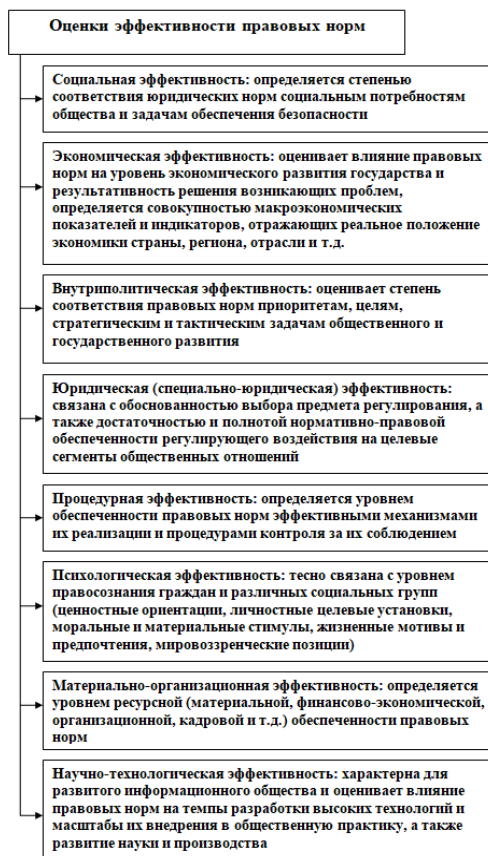 Оценки эффективности правовых норм
Социальная эффективность: определяется степенью
соответствия юридических норм социальным потребностям
общества и задачам обеспечения безопасности
Экономическая эффективность: оценивает влияние правовых
норм на уровень экономического развития государства и
результативность решения возникающих проблем,
определяется совокупностью макроэкономических
показателей и индикаторов, отражающих реальное положение
экономики страны, региона, отрасли и т.д.
Внутриполитическая эффективность: оценивает степень
соответствия правовых норм приоритетам, целям,
стратегическим и тактическим задачам общественного и
государственного развития
Юридическая (специально-юридическая) эффективность:
связана с обоснованностью выбора предмета регулирования, а
также достаточностью и полнотой нормативно-правовой
обеспеченности регулирующего воздействия на целевые
сегменты общественных отношений
Процедурная эффективность: определяется уровнем
обеспеченности правовых норм эффективными механизмами
их реализации и процедурами контроля за их соблюдением
Психологическая эффективность: тесно связана с уровнем
правосознания граждан и различных социальных групп
(ценностные ориентации, личностные целевые установки,
моральные и материальные стимулы, жизненные мотивы и
предпочтения, мировоззренческие позиции)
Материально-организационная эффективность: определяется
уровнем ресурсной (материальной, финансово-экономической,
организационной, кадровой и т.д.) обеспеченности правовых
норм
Научно-технологическая эффективность: характерна для
развитого информационного общества и оценивает влияние
правовых норм на темпы разработки высоких технологий и
масштабы их внедрения в общественную практику, а также
развитие науки и производства